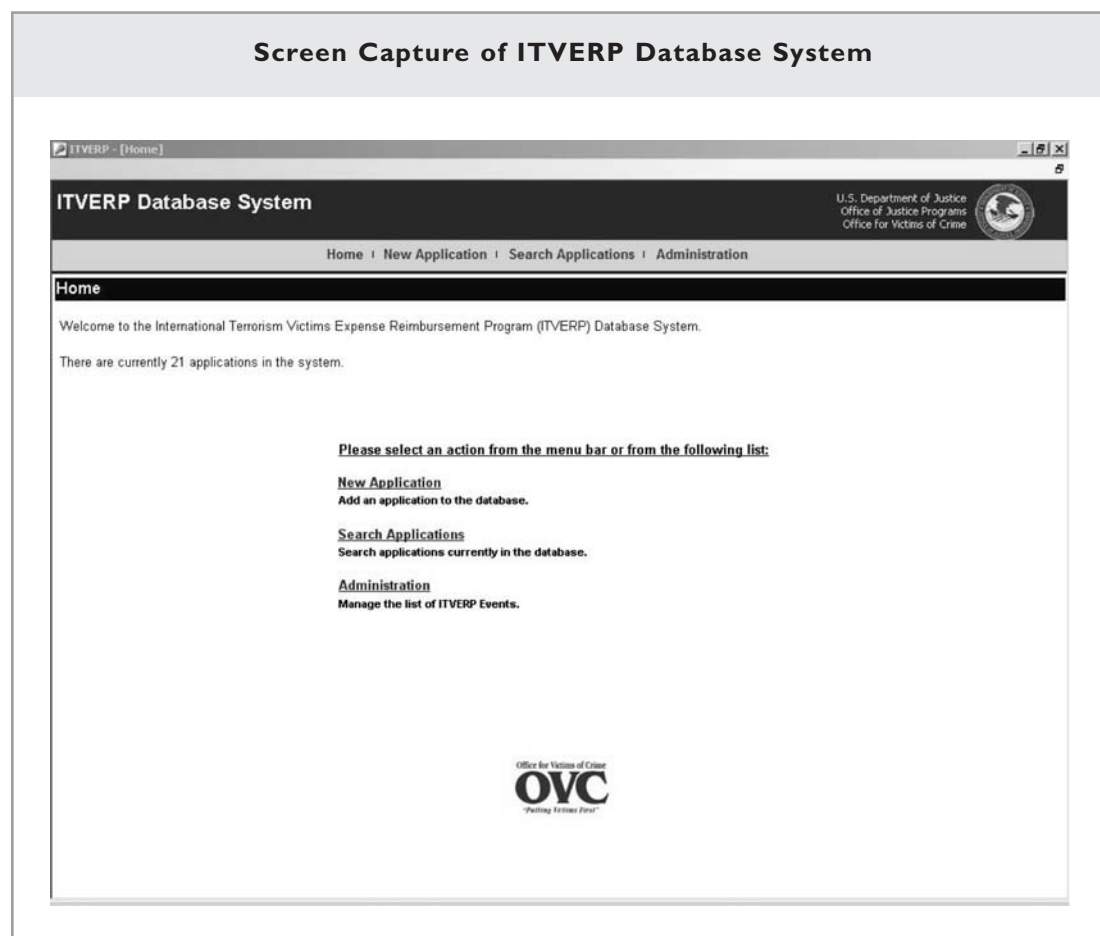 Screen Capture of ITVERP Database System
ITVERP - [Home]
ITVERP Database System
U.S. Department of Justice
Office of Justice Programs
Office for Victims of Crime
Home | New Application | Search Applications | Administration
Home
Welcome to the International Terrorism Victims Expense Reimbursement Program (ITVERP) Database System.
There are currently 21 applications in the system.
Please select an action from the menu bar or from the following list:
New Application
Add an application to the database.
Search Applications
Search applications currently in the database.
Administration
Manage the list of ITVERP Events.
Office for Victims of Crime
OVC
"Putting Victims First"